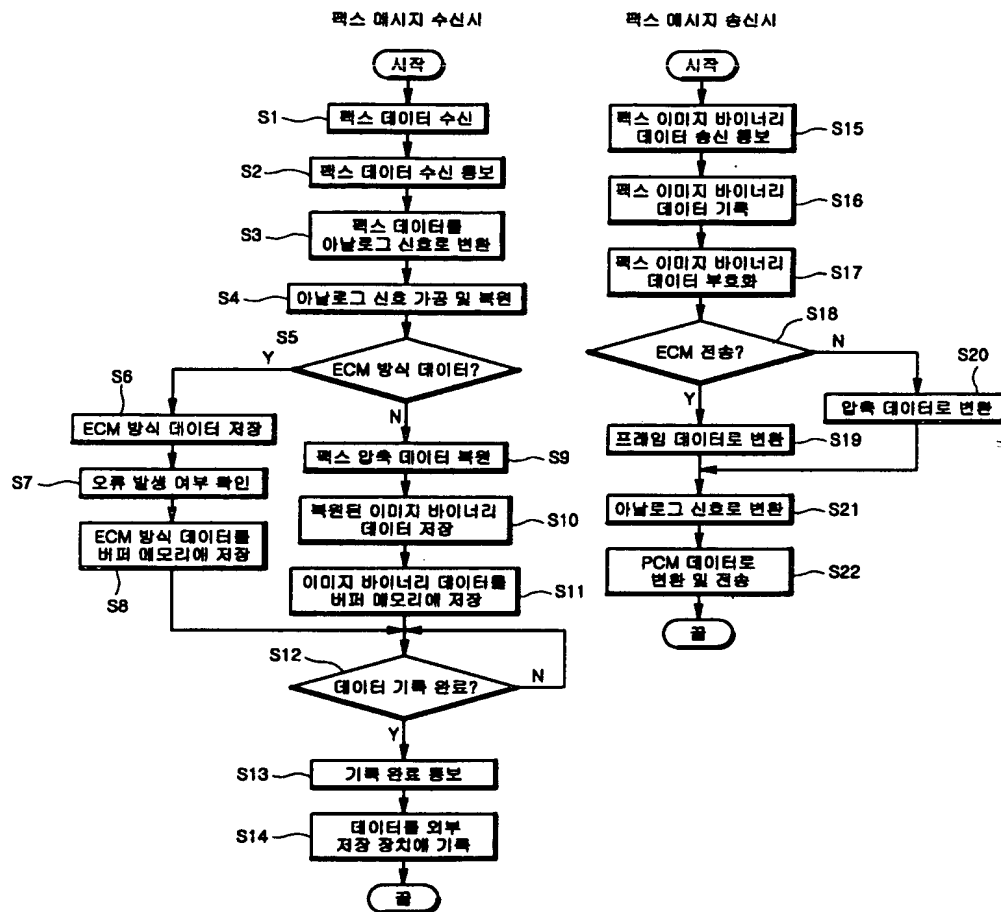 팩스 메시지 수신시
시작
S1
팩스 데이터 수신
S2
팩스 데이터 수신 통보
S3
팩스 데이터를
아날로그 신호로 변환
S4
아날로그 신호 가공 및 복원
S5
ECM 방식 데이터?
Y
N
S6
ECM 방식 데이터 저장
S7
오류 발생 여부 확인
ECM 방식 데이터를
버퍼 메모리에 저장
S8
팩스 압축 데이터 복원
S9
복원된 이미지 바이너리
데이터 저장
S10
이미지 바이너리 데이터를
버퍼 메모리에 저장
S11
S12
데이터 기록 완료?
N
Y
S13
기록 완료 통보
S14
데이터를 외부
저장 장치에 기록
끝
팩스 메시지 송신시
시작
팩스 이미지 바이너리
데이터 송신 통보
S15
팩스 이미지 바이너리
데이터 기록
S16
팩스 이미지 바이너리
데이터 부호화
S17
S18
ECM 전송?
N
Y
S20
압축 데이터로 변환
프레임 데이터로 변환
S19
아날로그 신호로 변환
S21
PCM 데이터로
변환 및 전송
S22
끝